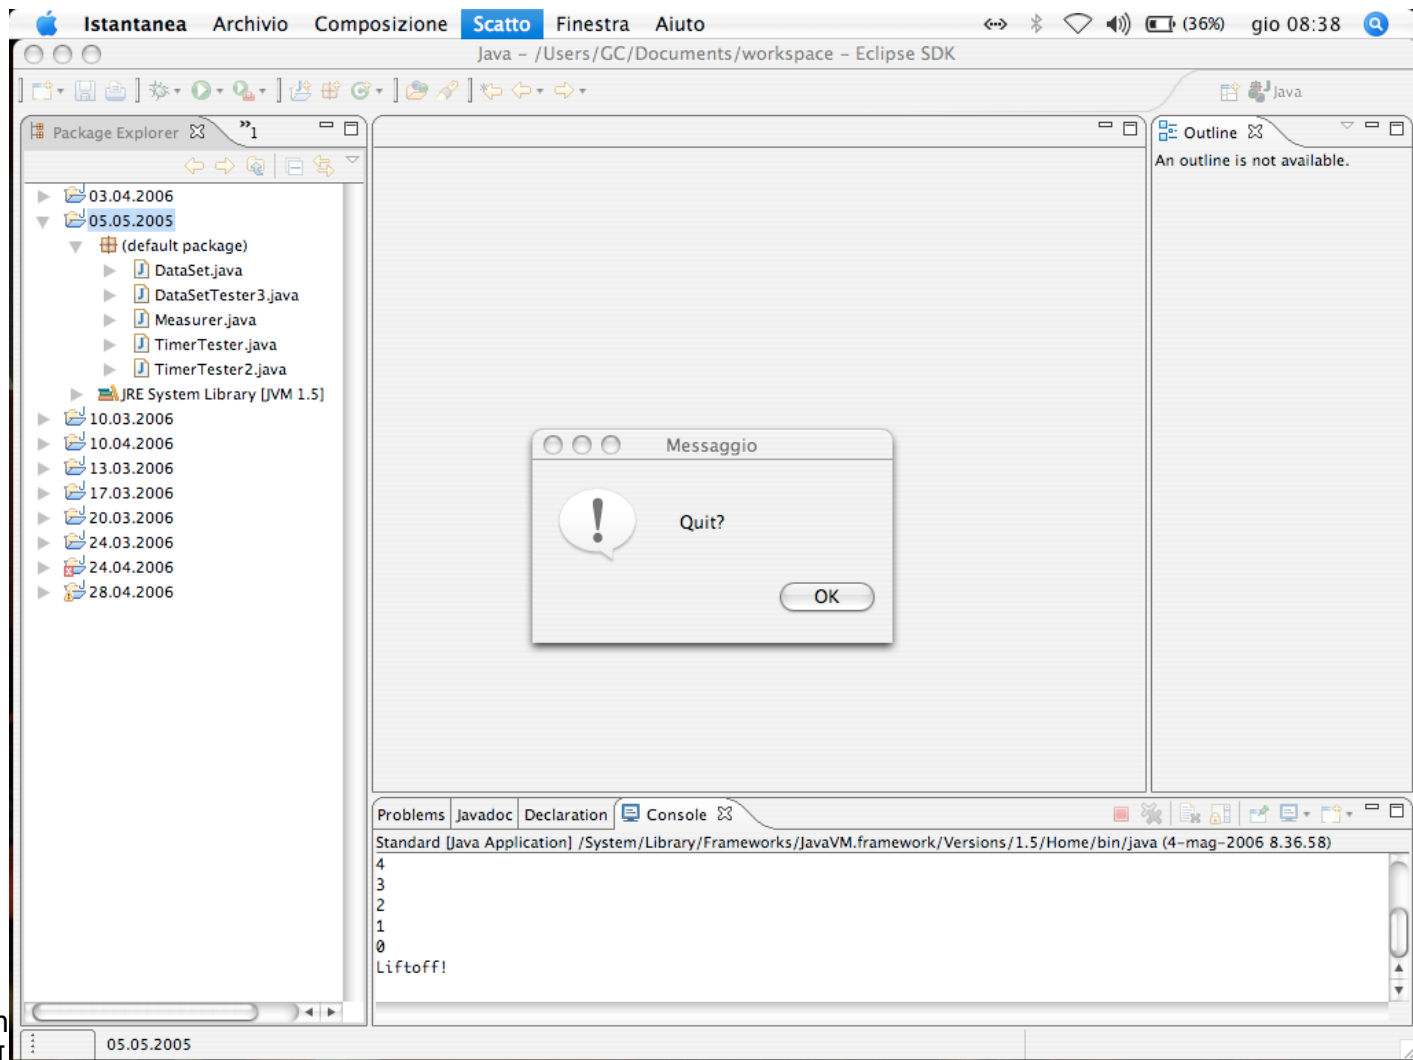 Istantanea Archivio Composizione Scatto Finestra Aiuto (36%) gio 08:38
Java – /Users/GC/Documents/workspace – Eclipse SDK
Java
Package Explorer »1
Outline
An outline is not available.
03.04.2006
05.05.2005
(default package)
DataSet.java
DataSetTester3.java
Measurer.java
TimerTester.java
TimerTester2.java
JRE System Library [JVM 1.5]
10.03.2006
10.04.2006
13.03.2006
17.03.2006
20.03.2006
24.03.2006
24.04.2006
28.04.2006
Messaggio
Quit?
OK
Problems Javadoc Declaration Console
Standard [Java Application] /System/Library/Frameworks/JavaVM.framework/Versions/1.5/Home/bin/java (4-mag-2006 8.36.58)
4
3
2
1
0
Liftoff!
05.05.2005